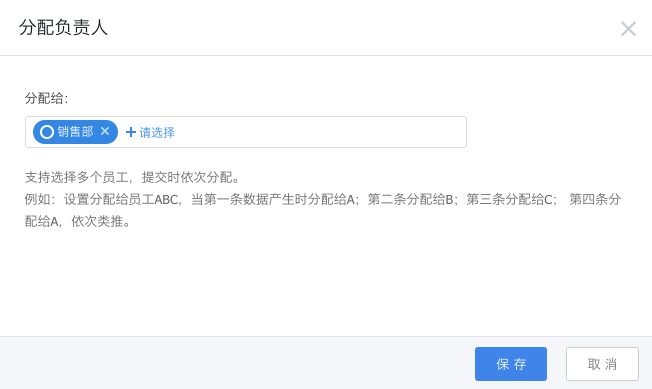 分配负责人
分配给：
销售部 × + 请选择
支持选择多个员工，提交时依次分配。
例如：设置分配给员工ABC，当第一条数据产生时分配给A；第二条分配给B；第三条分配给C； 第四条分
配给A，依次类推。
保 存 取 消